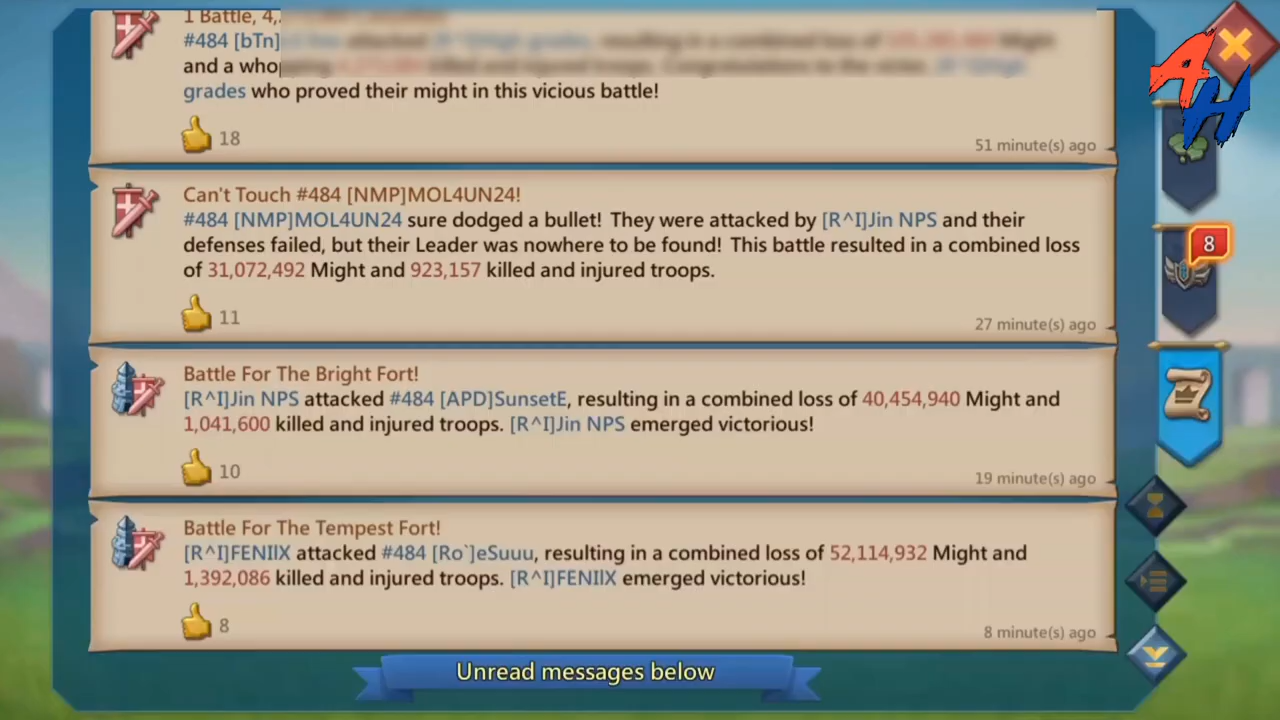 1 Battle, 4,
#484 [bTn]
and a who
grades who proved their might in this vicious battle!
18
51 minute(s) ago
Can't Touch #484 [NMP]MOL4UN24!
#484 [NMP]MOL4UN24 sure dodged a bullet! They were attacked by [R^I]Jin NPS and their
defenses failed, but their Leader was nowhere to be found! This battle resulted in a combined loss
of 31,072,492 Might and 923,157 killed and injured troops.
11
27 minute(s) ago
Battle For The Bright Fort!
[R^I]Jin NPS attacked #484 [APD]SunsetE, resulting in a combined loss of 40,454,940 Might and
1,041,600 killed and injured troops. [R^I]Jin NPS emerged victorious!
10
19 minute(s) ago
Battle For The Tempest Fort!
[R^I]FENIlX attacked #484 [Ro`]eSuuu, resulting in a combined loss of 52,114,932 Might and
1,392,086 killed and injured troops. [R^I]FENIlX emerged victorious!
8
8 minute(s) ago
Unread messages below
AH
8